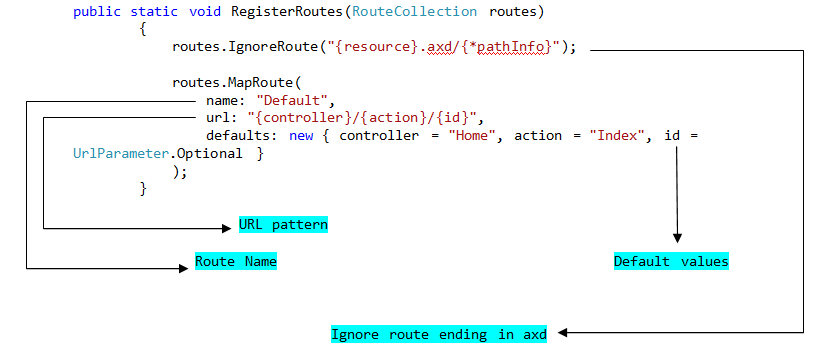 public static void RegisterRoutes(RouteCollection routes)
{
routes.IgnoreRoute("{resource}.axd/{*pathInfo}");
routes.MapRoute(
name: "Default",
url: "{controller}/{action}/{id}",
defaults: new { controller = "Home", action = "Index", id =
UrlParameter.Optional }
);
}
URL pattern
Route Name
Default values
Ignore route ending in axd